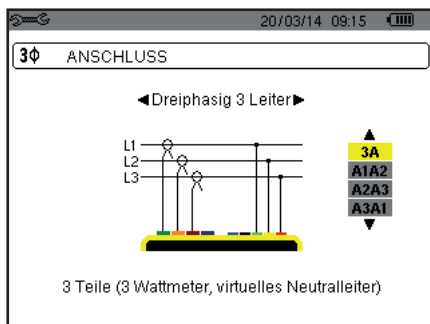 20/03/14 09:15
3ϕ ANSCHLUSS
◄Dreiphasig 3 Leiter►
L1
L2
L3
3A
A1A2
A2A3
A3A1
3 Teile (3 Wattmeter, virtuelles Neutralleiter)